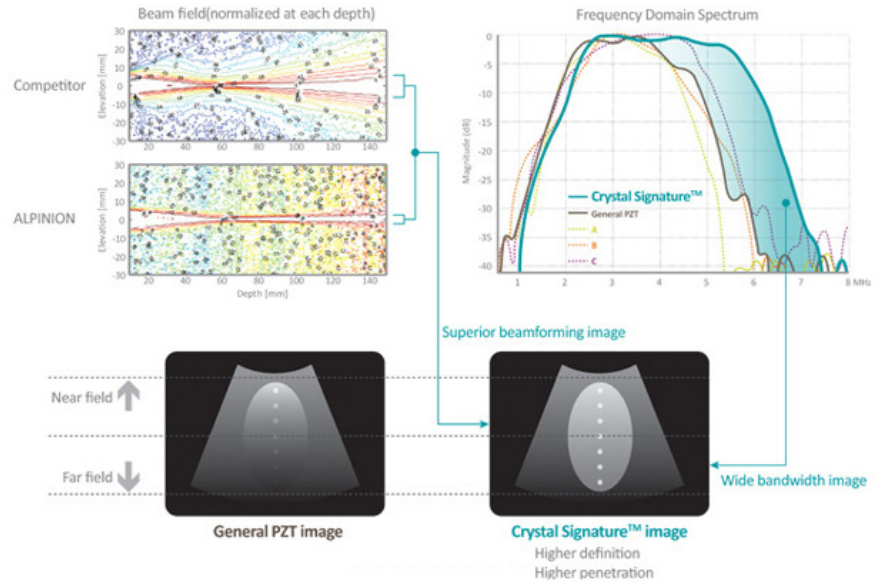 Beam field(normalized at each depth)
Frequency Domain Spectrum
Competitor
Elevation [mm]
30
20
10
0
-10
-20
-30
20 40 60 80 100 120 140
ALPINION
Elevation [mm]
30
20
10
0
-10
-20
-30
20 40 60 80 100 120 140
Depth [mm]
Magnitude [dB]
0
-5
-10
-15
-20
-25
-30
-35
-40
Crystal Signature™
General PZT
A
B
C
1 2 3 4 5 6 7 8 MHz
Superior beamforming image
Near field
Far field
Wide bandwidth image
General PZT image
Crystal Signature™ image
Higher definition
Higher penetration